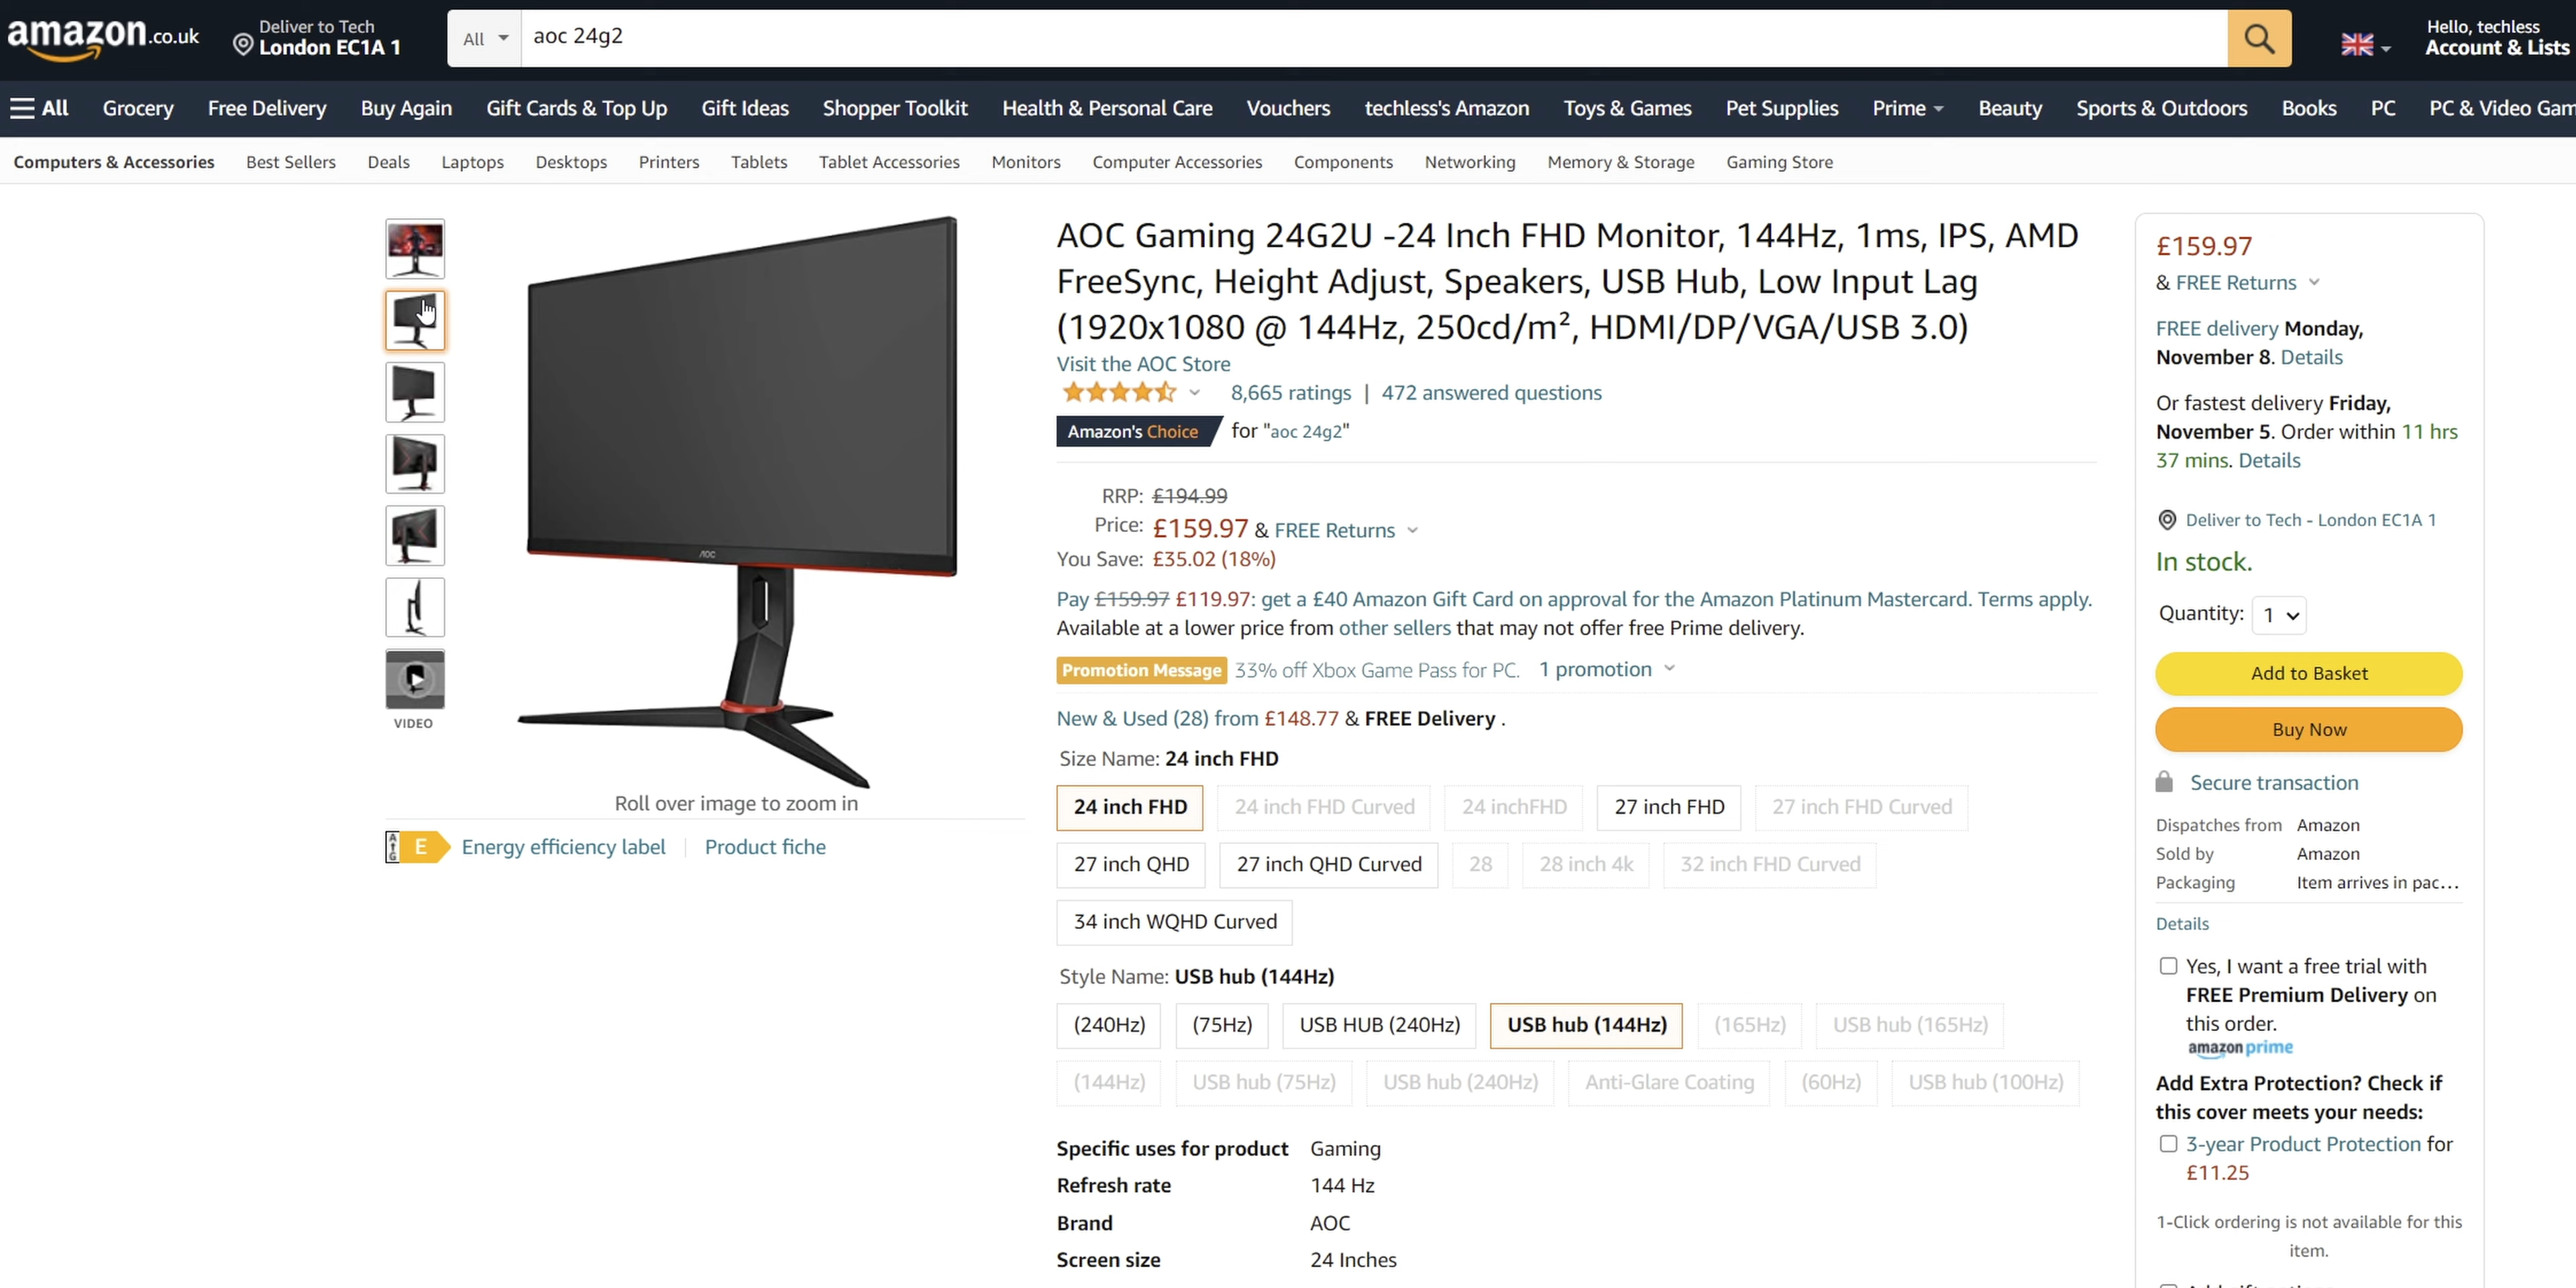 amazon.co.uk
Deliver to Tech
London EC1A 1
All
aoc 24g2
Hello, techless
Account & Lists
All Grocery Free Delivery Buy Again Gift Cards & Top Up Gift Ideas Shopper Toolkit Health & Personal Care Vouchers techless's Amazon Toys & Games Pet Supplies Prime Beauty Sports & Outdoors Books PC PC & Video Gam
Computers & Accessories Best Sellers Deals Laptops Desktops Printers Tablets Tablet Accessories Monitors Computer Accessories Components Networking Memory & Storage Gaming Store
VIDEO
AOC
Roll over image to zoom in
A
G
E
Energy efficiency label
Product fiche
AOC Gaming 24G2U -24 Inch FHD Monitor, 144Hz, 1ms, IPS, AMD
FreeSync, Height Adjust, Speakers, USB Hub, Low Input Lag
(1920x1080 @ 144Hz, 250cd/m², HDMI/DP/VGA/USB 3.0)
Visit the AOC Store
8,665 ratings | 472 answered questions
Amazon's Choice for "aoc 24g2"
RRP: £194.99
Price: £159.97 & FREE Returns
You Save: £35.02 (18%)
Pay £159.97 £119.97: get a £40 Amazon Gift Card on approval for the Amazon Platinum Mastercard. Terms apply.
Available at a lower price from other sellers that may not offer free Prime delivery.
Promotion Message 33% off Xbox Game Pass for PC. 1 promotion
New & Used (28) from £148.77 & FREE Delivery .
Size Name: 24 inch FHD
24 inch FHD 24 inch FHD Curved 24 inchFHD 27 inch FHD 27 inch FHD Curved
27 inch QHD 27 inch QHD Curved 28 28 inch 4k 32 inch FHD Curved
34 inch WQHD Curved
Style Name: USB hub (144Hz)
(240Hz) (75Hz) USB HUB (240Hz) USB hub (144Hz) (165Hz) USB hub (165Hz)
(144Hz) USB hub (75Hz) USB hub (240Hz) Anti-Glare Coating (60Hz) USB hub (100Hz)
Specific uses for product Gaming
Refresh rate 144 Hz
Brand AOC
Screen size 24 Inches
£159.97
& FREE Returns
FREE delivery Monday,
November 8. Details
Or fastest delivery Friday,
November 5. Order within 11 hrs
37 mins. Details
Deliver to Tech - London EC1A 1
In stock.
Quantity: 1
Add to Basket
Buy Now
Secure transaction
Dispatches from Amazon
Sold by Amazon
Packaging Item arrives in pac…
Details
Yes, I want a free trial with
FREE Premium Delivery on
this order.
amazon prime
Add Extra Protection? Check if
this cover meets your needs:
3-year Product Protection for
£11.25
1-Click ordering is not available for this
item.